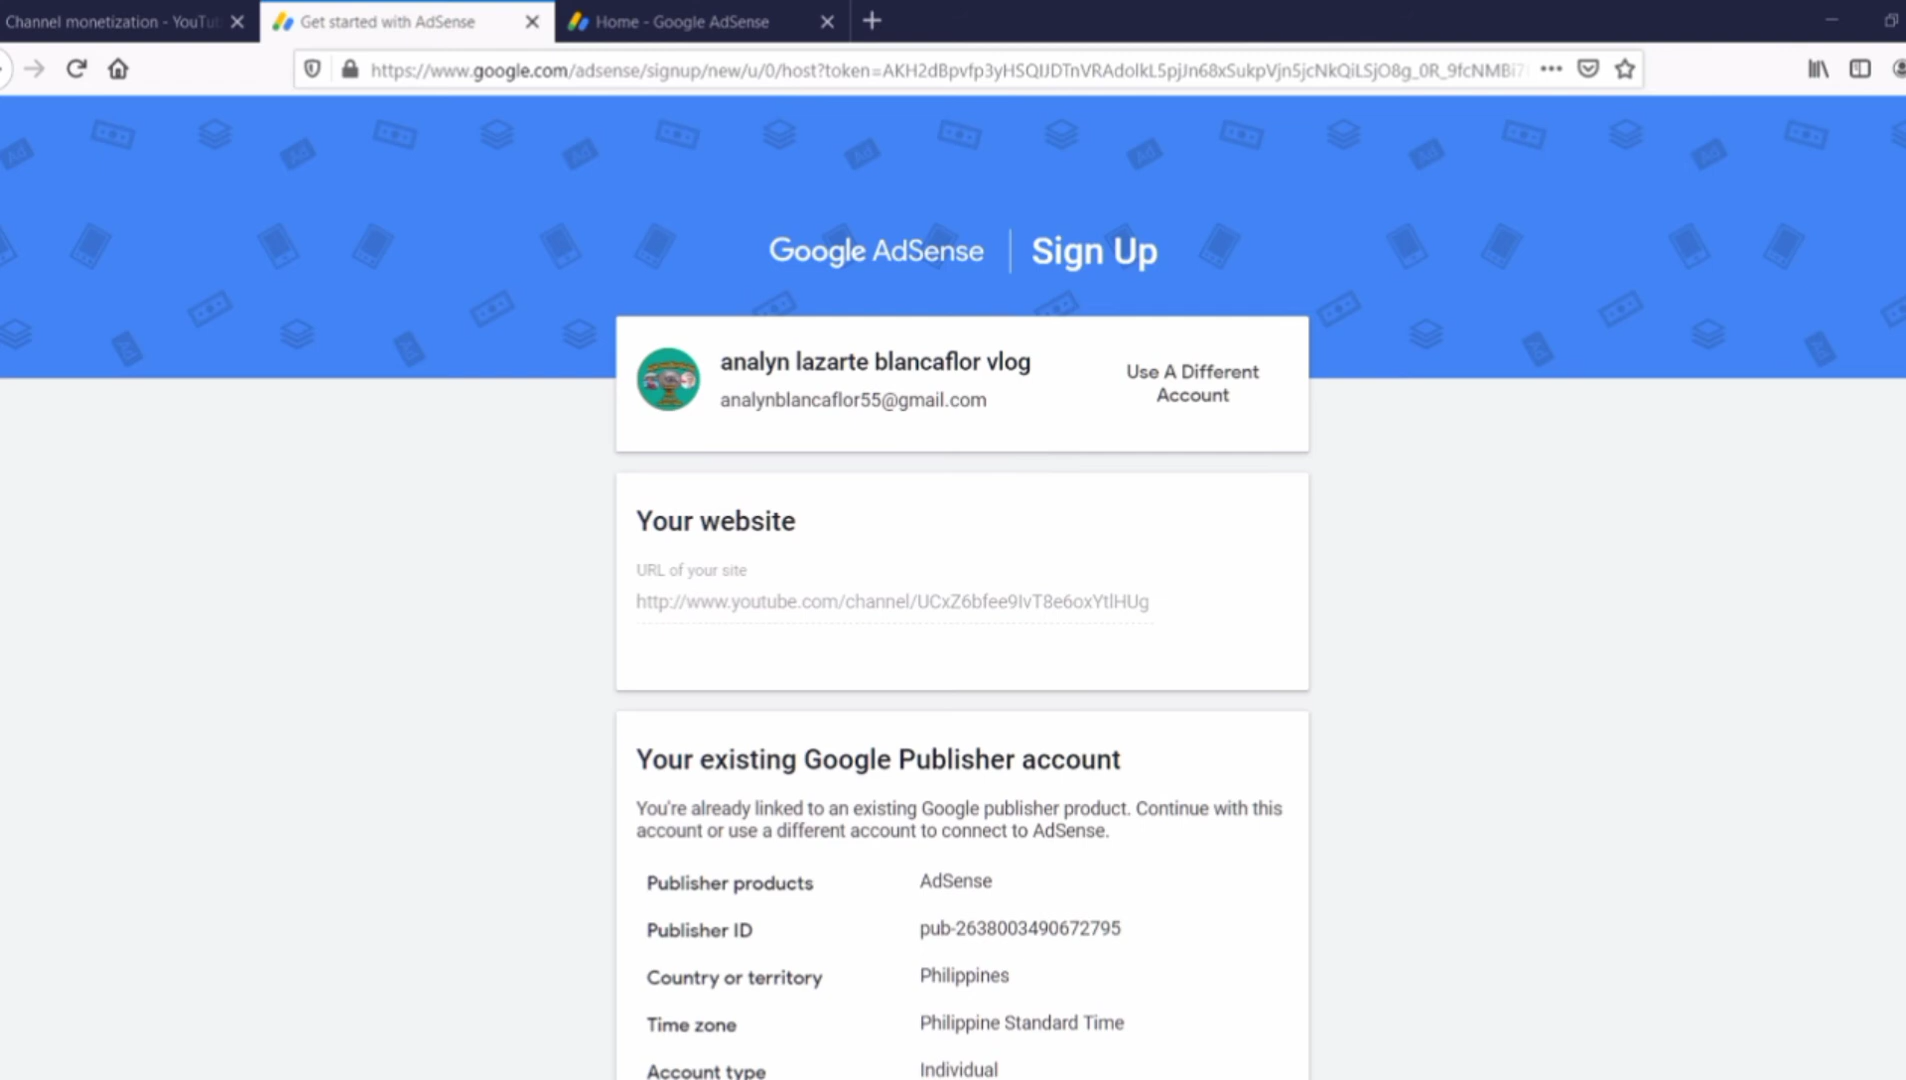 Channel monetization - YouTu
Get started with AdSense
Home - Google AdSense
https://www.google.com/adsense/signup/new/u/0/host?token=
Google AdSense
Sign Up
analyn lazarte blancaflor vlog
analynblancaflor55@gmail.com
Use A Different
Account
Your website
URL of your site
http://www.youtube.com/channel/UCxZ6bfee9IvT8e6oxYtlHUg
Your existing Google Publisher account
You're already linked to an existing Google publisher product. Continue with this
account or use a different account to connect to AdSense.
Publisher products
AdSense
Publisher ID
pub-2638003490672795
Country or territory
Philippines
Time zone
Philippine Standard Time
Account type
Individual